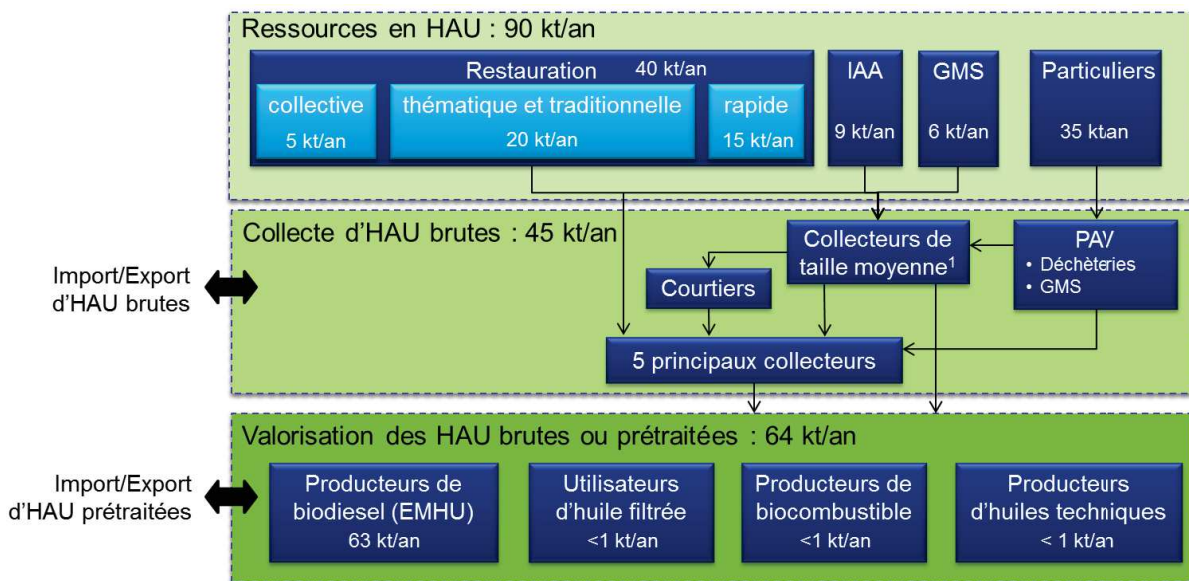 Ressources en HAU : 90 kt/an
Restauration 40 kt/an
collective
5 kt/an
thématique et traditionnelle
20 kt/an
rapide
15 kt/an
IAA
9 kt/an
GMS
6 kt/an
Particuliers
35 ktan
Collecte d'HAU brutes : 45 kt/an
Import/Export
d'HAU brutes
Collecteurs de
taille moyenne1
PAV
• Déchèteries
• GMS
Courtiers
5 principaux collecteurs
Valorisation des HAU brutes ou prétraitées : 64 kt/an
Import/Export
d'HAU prétraitées
Producteurs de
biodiesel (EMHU)
63 kt/an
Utilisateurs
d'huile filtrée
<1 kt/an
Producteurs de
biocombustible
<1 kt/an
Producteurs
d'huiles techniques
< 1 kt/an